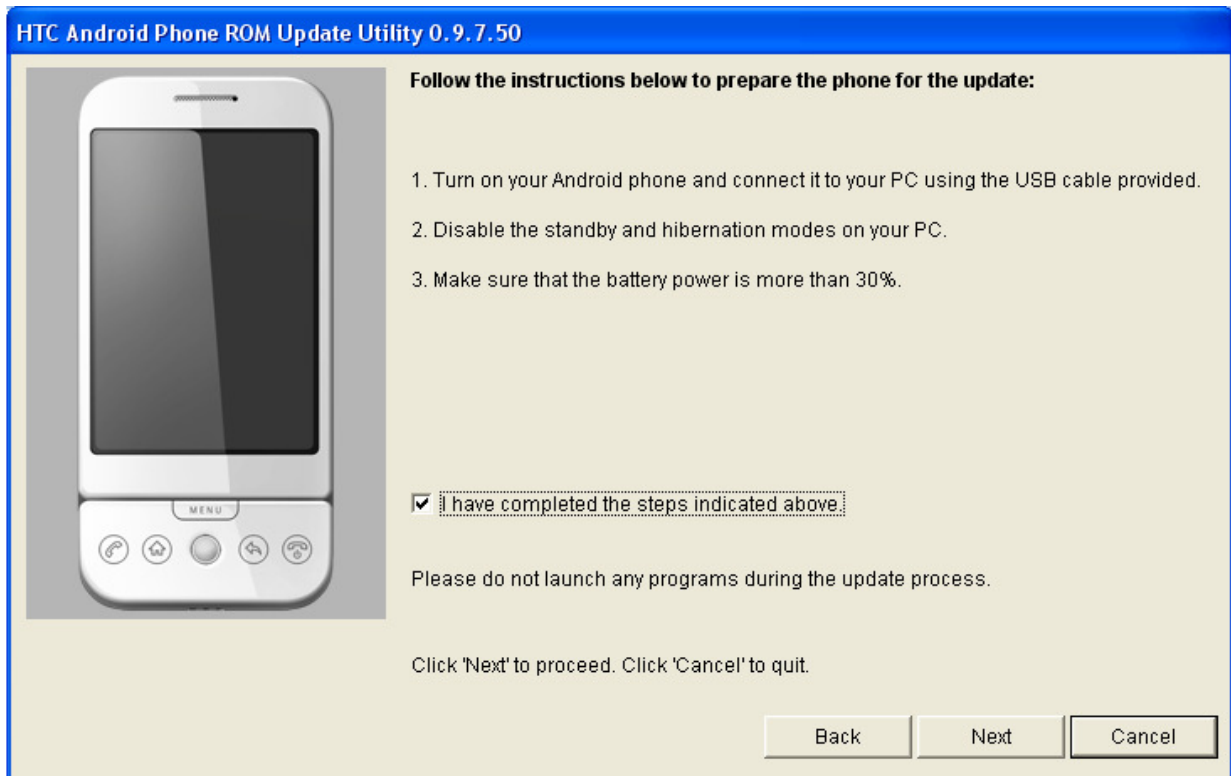 HTC Android Phone ROM Update Utility 0.9.7.50
Follow the instructions below to prepare the phone for the update:
1. Turn on your Android phone and connect it to your PC using the USB cable provided.
2. Disable the standby and hibernation modes on your PC.
3. Make sure that the battery power is more than 30%.
MENU
I have completed the steps indicated above.
Please do not launch any programs during the update process.
Click 'Next' to proceed. Click 'Cancel' to quit.
Back Next Cancel